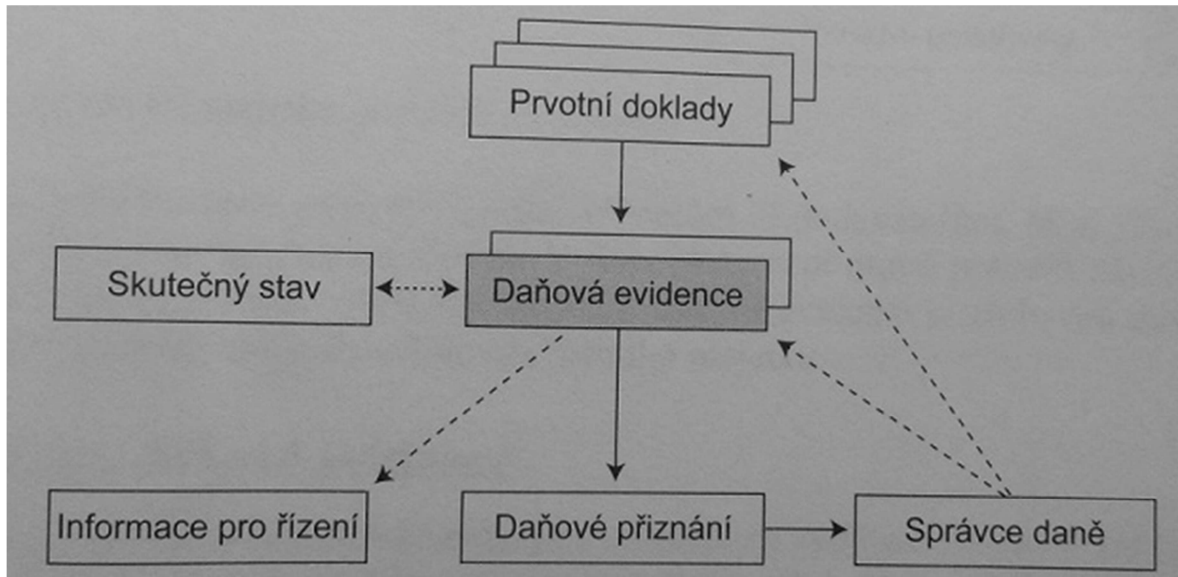 Prvotní doklady
Skutečný stav
Daňová evidence
Informace pro řízení
Daňové přiznání
Správce daně